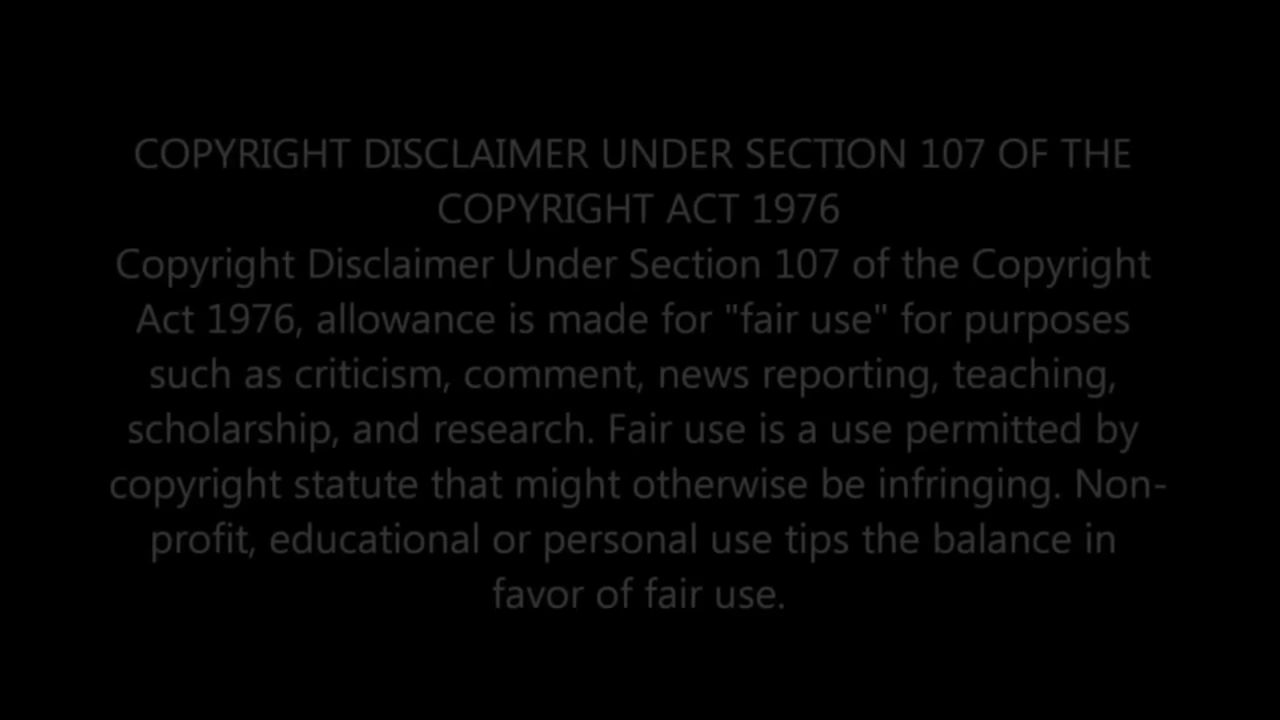 COPYRIGHT DISCLAIMER UNDER SECTION 107 OF THE
COPYRIGHT ACT 1976
Copyright Disclaimer Under Section 107 of the Copyright
Act 1976, allowance is made for "fair use" for purposes
such as criticism, comment, news reporting, teaching,
scholarship, and research. Fair use is a use permitted by
copyright statute that might otherwise be infringing. Non-
profit, educational or personal use tips the balance in
favor of fair use.